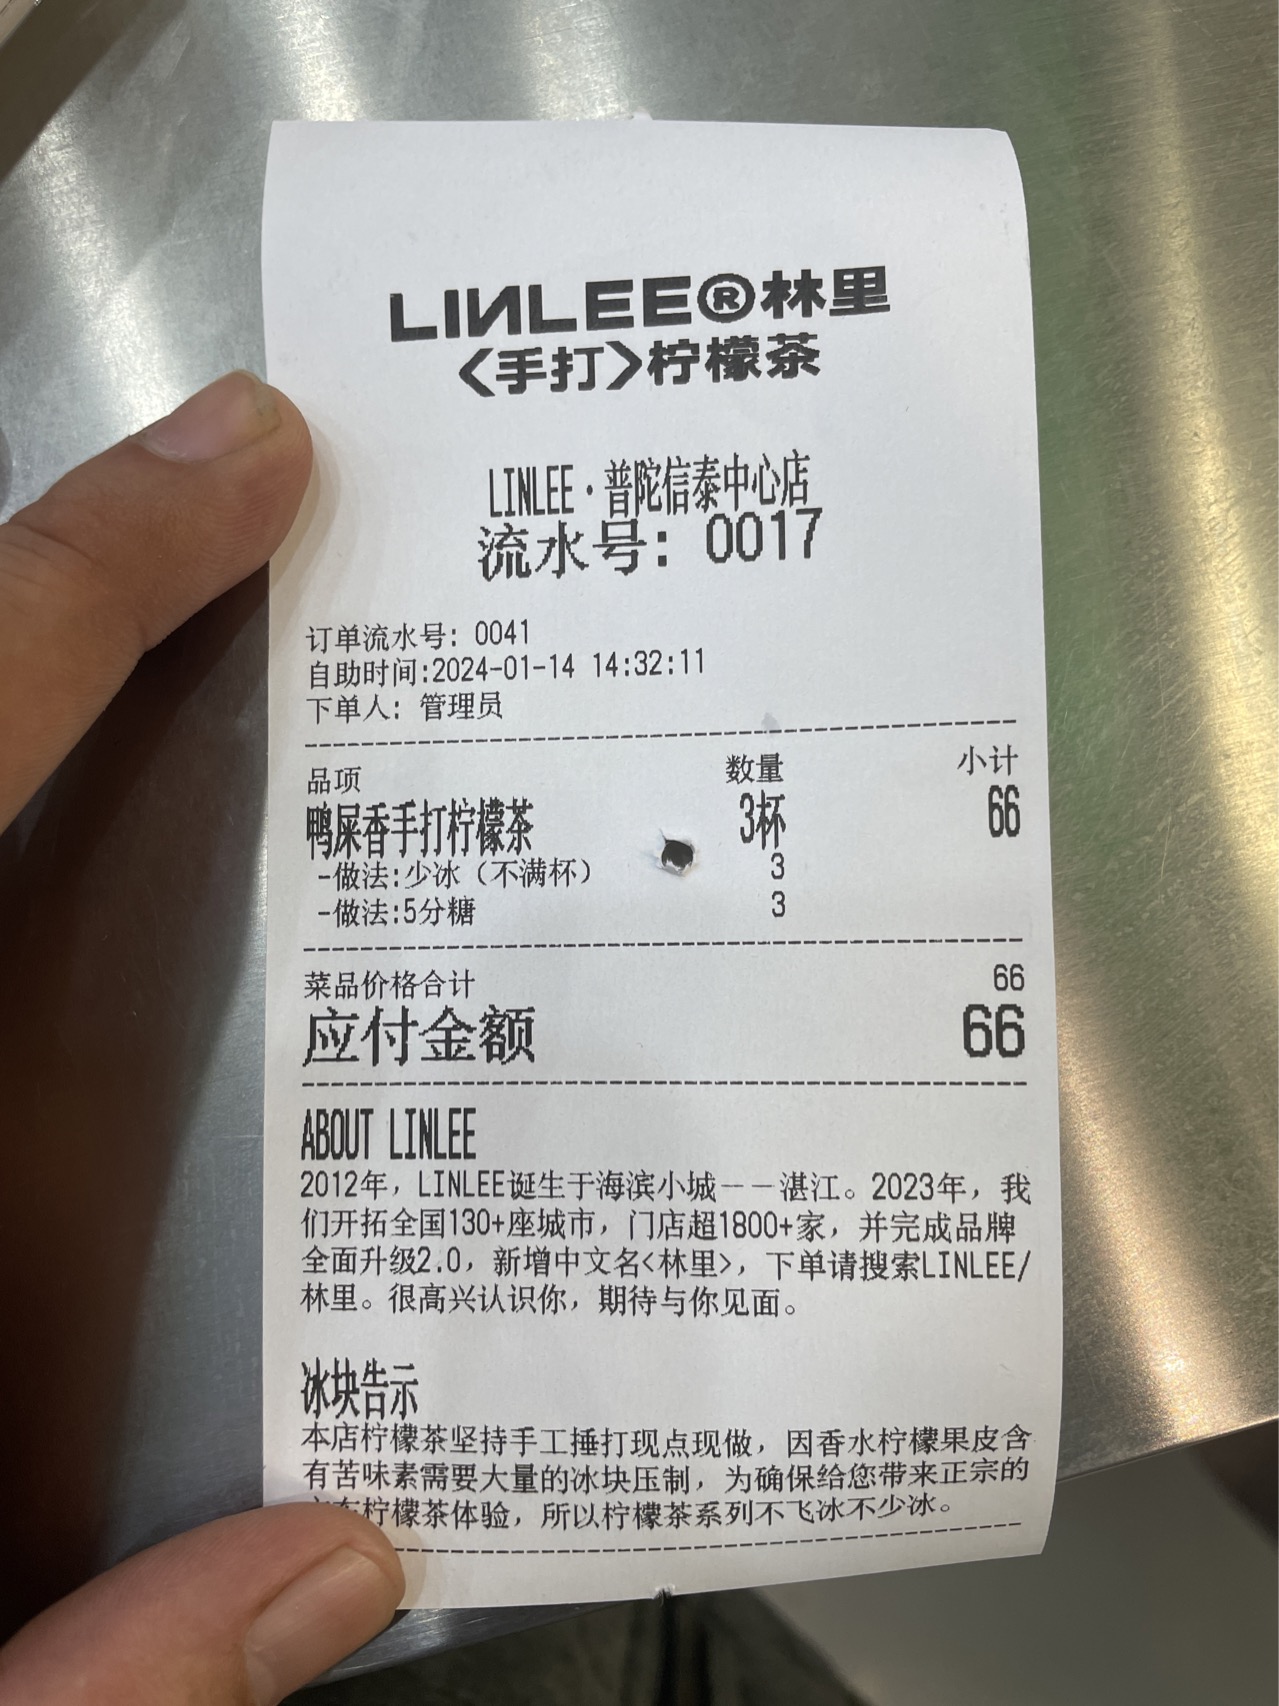 LINLEE®林里
<手打>柠檬茶
LINLEE·普陀信泰中心店
流水号: 0017
订单流水号: 0041
自助时间:2024-01-14 14:32:11
下单人: 管理员
品项 数量 小计
鸭屎香手打柠檬茶 3杯 66
-做法:少冰（不满杯） 3
-做法:5分糖 3
菜品价格合计 66
应付金额 66
ABOUT LINLEE
2012年，LINLEE诞生于海滨小城——湛江。2023年，我
们开拓全国130+座城市，门店超1800+家，并完成品牌
全面升级2.0，新增中文名<林里>，下单请搜索LINLEE/
林里。很高兴认识你，期待与你见面。
冰块告示
本店柠檬茶坚持手工捶打现点现做，因香水柠檬果皮含
有苦味素需要大量的冰块压制，为确保给您带来正宗的
柠檬茶体验，所以柠檬茶系列不飞冰不少冰。